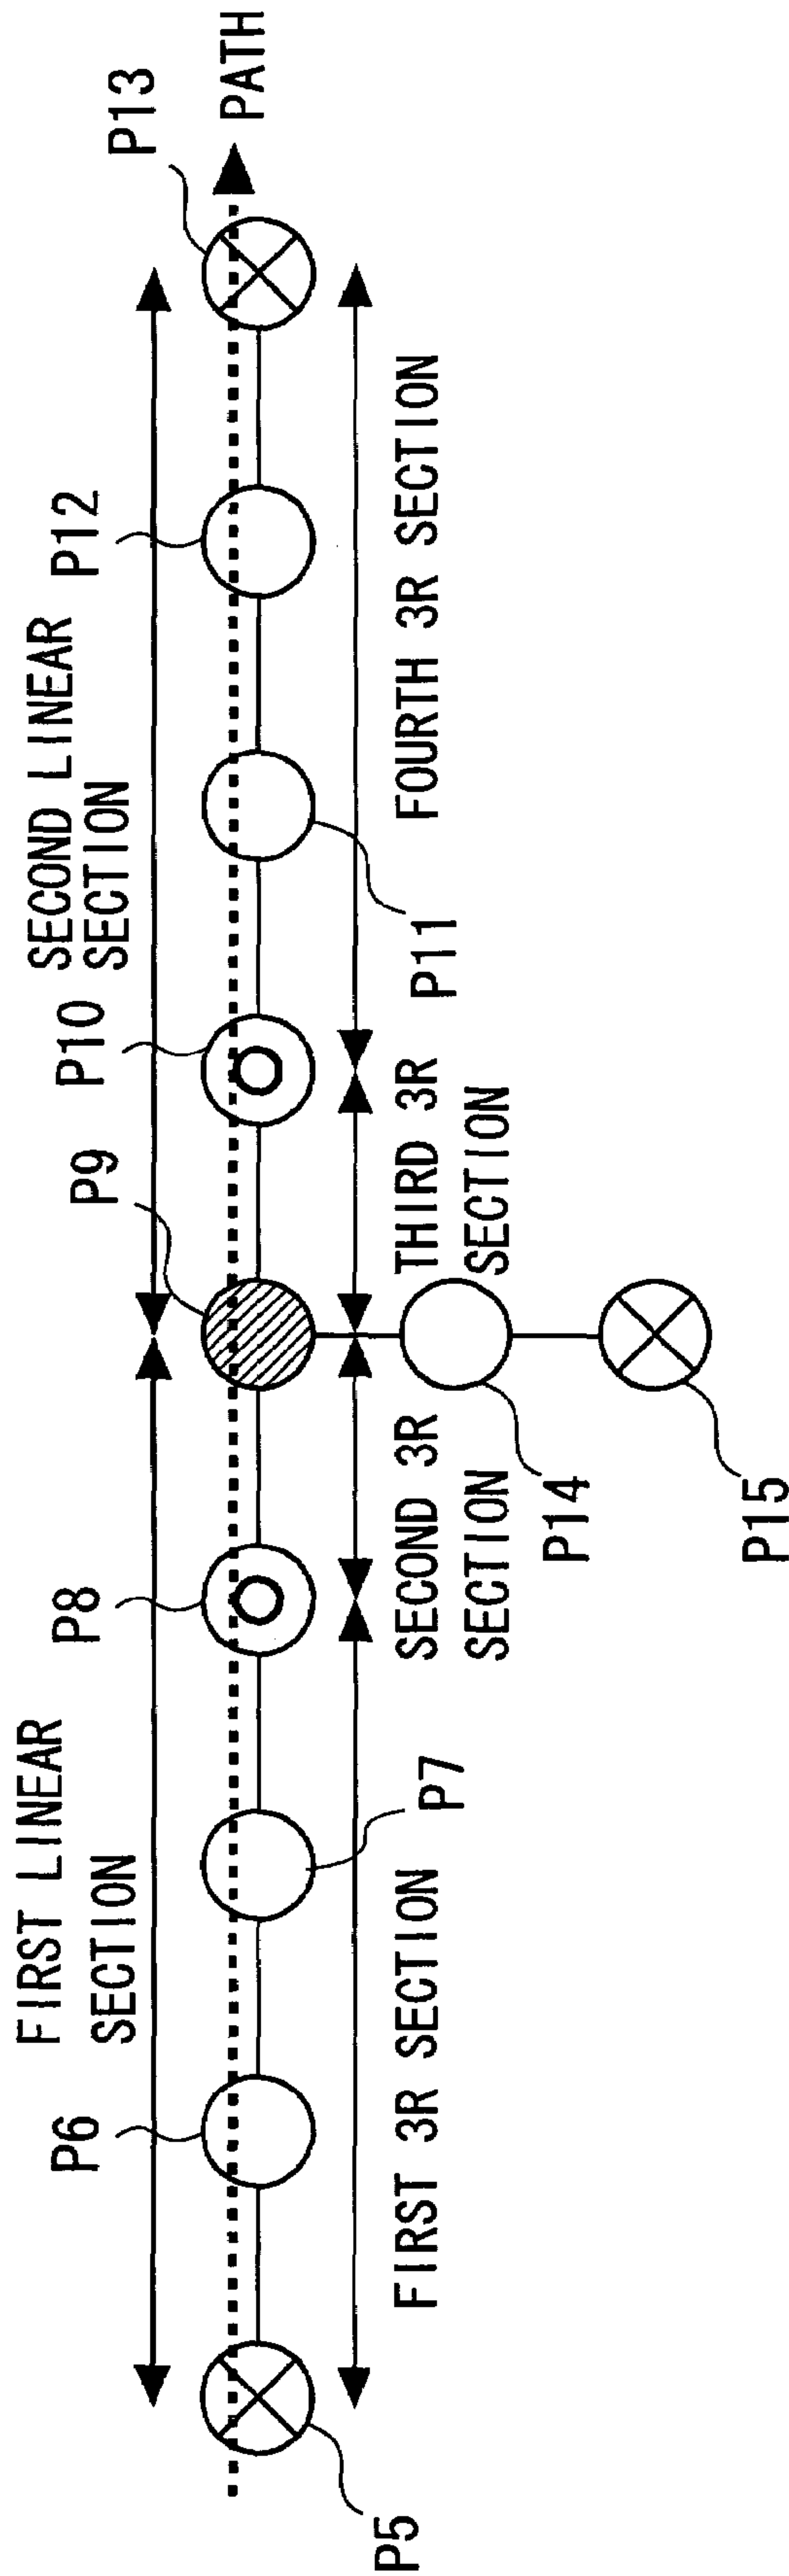 FIRST LINEAR
SECTION
SECOND LINEAR
SECTION
P6
P8
P9
P10
P12
P13
PATH
P5
P7
P11
FIRST 3R SECTION
SECOND 3R
SECTION
THIRD 3R
SECTION
FOURTH 3R SECTION
P14
P15